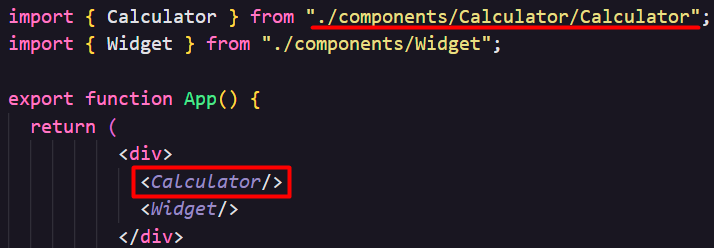 import { Calculator } from "./components/Calculator/Calculator";
import { Widget } from "./components/Widget";
export function App() {
return (
<div>
<Calculator/>
<Widget/>
</div>